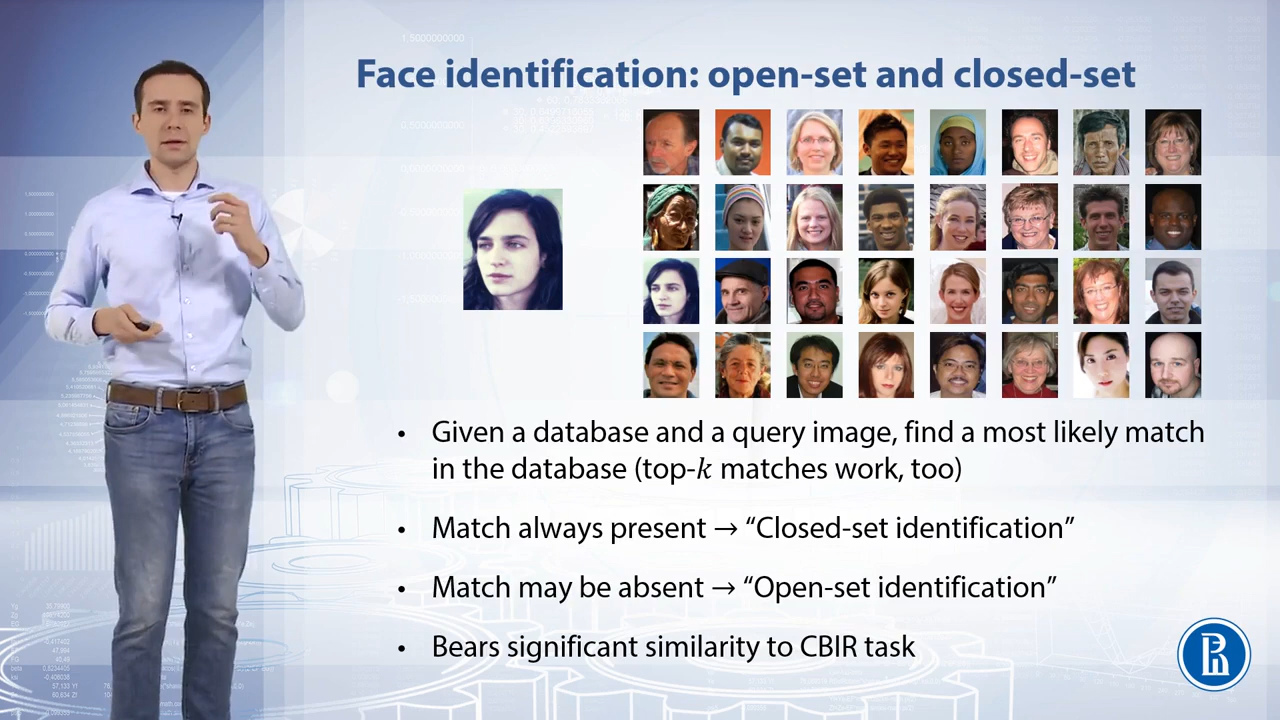 Face identification: open-set and closed-set
• Given a database and a query image, find a most likely match
in the database (top-k matches work, too)
• Match always present → “Closed-set identification”
• Match may be absent → “Open-set identification”
• Bears significant similarity to CBIR task